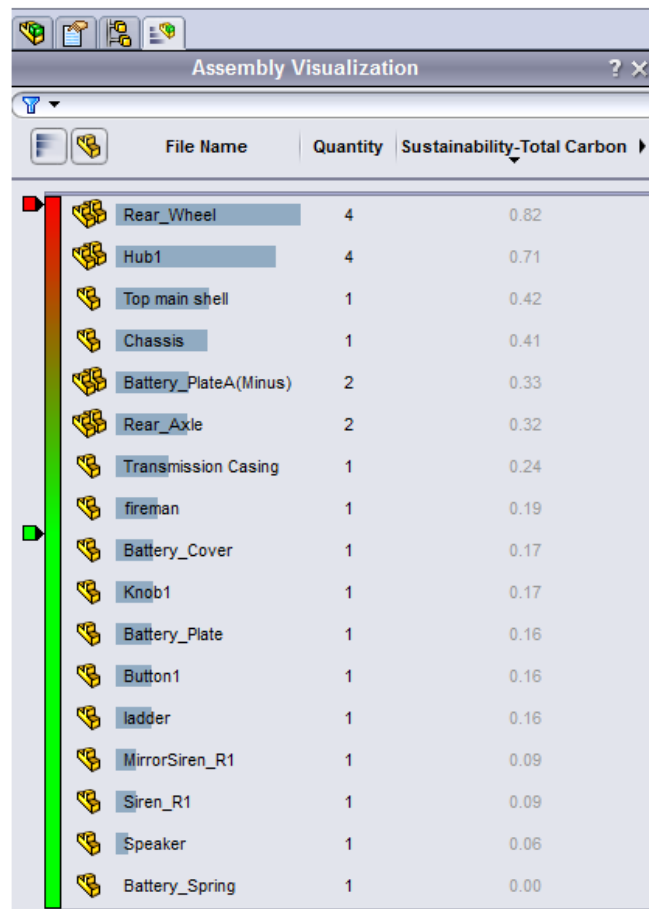 Assembly Visualization ? ×
File Name Quantity Sustainability-Total Carbon
Rear_Wheel 4 0.82
Hub1 4 0.71
Top main shell 1 0.42
Chassis 1 0.41
Battery_PlateA(Minus) 2 0.33
Rear_Axle 2 0.32
Transmission Casing 1 0.24
fireman 1 0.19
Battery_Cover 1 0.17
Knob1 1 0.17
Battery_Plate 1 0.16
Button1 1 0.16
ladder 1 0.16
MirrorSiren_R1 1 0.09
Siren_R1 1 0.09
Speaker 1 0.06
Battery_Spring 1 0.00